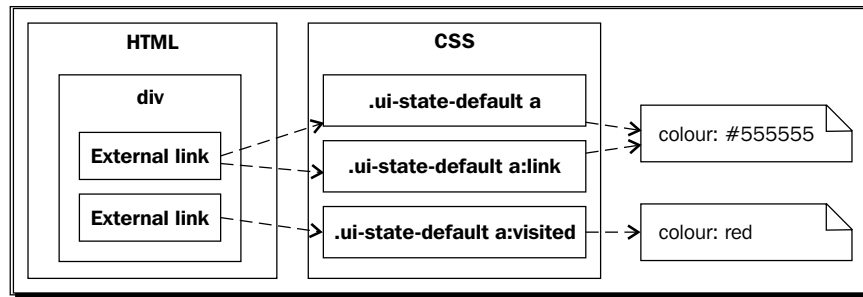 HTML
div
External link
External link
CSS
.ui-state-default a
.ui-state-default a:link
.ui-state-default a:visited
colour: #555555
colour: red